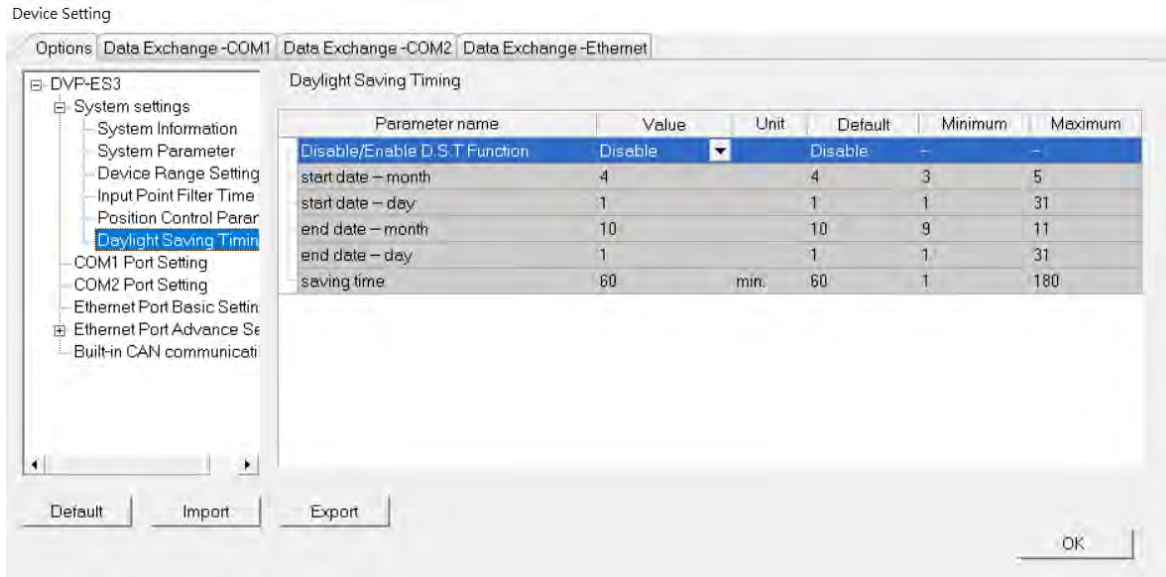 Device Setting
Options Data Exchange -COM1 Data Exchange -COM2 Data Exchange -Ethernet
DVP-ES3
System settings
System Information
System Parameter
Device Range Setting
Input Point Filter Time
Position Control Parar
Daylight Saving Timin
COM1 Port Setting
COM2 Port Setting
Ethernet Port Basic Settin
Ethernet Port Advance Se
Built-in CAN communicati
Daylight Saving Timing
Parameter name Value Unit Default Minimum Maximum
Disable/Enable D.S.T Function Disable Disable – –
start date – month 4 4 3 5
start date – day 1 1 1 31
end date – month 10 10 9 11
end date – day 1 1 1 31
saving time 60 min. 60 1 180
Default Import Export
OK